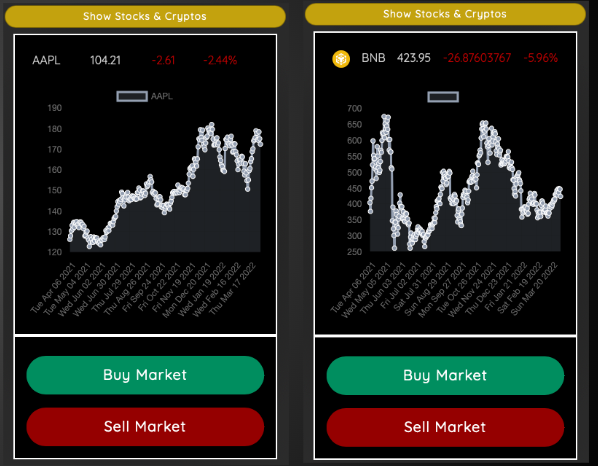 Show Stocks & Cryptos
AAPL 104.21 -2.61 -2.44%
AAPL
190
180
170
160
150
140
130
120
Tue Apr 06 2021
Tue May 04 2021
Wed Jun 02 2021
Wed Jun 30 2021
Thu Jul 29 2021
Thu Aug 26 2021
Fri Sep 24 2021
Fri Oct 22 2021
Fri Nov 19 2021
Mon Dec 20 2021
Wed Jan 19 2022
Wed Feb 16 2022
Thu Mar 17 2022
Buy Market
Sell Market
Show Stocks & Cryptos
BNB 423.95 -26.87603767 -5.96%
700
650
600
550
500
450
400
350
300
250
Tue Apr 06 2021
Wed May 05 2021
Thu Jun 03 2021
Fri Jul 02 2021
Sat Jul 31 2021
Sun Aug 29 2021
Mon Sep 27 2021
Tue Oct 26 2021
Wed Nov 24 2021
Thu Dec 23 2021
Fri Jan 21 2022
Sat Feb 19 2022
Sun Mar 20 2022
Buy Market
Sell Market